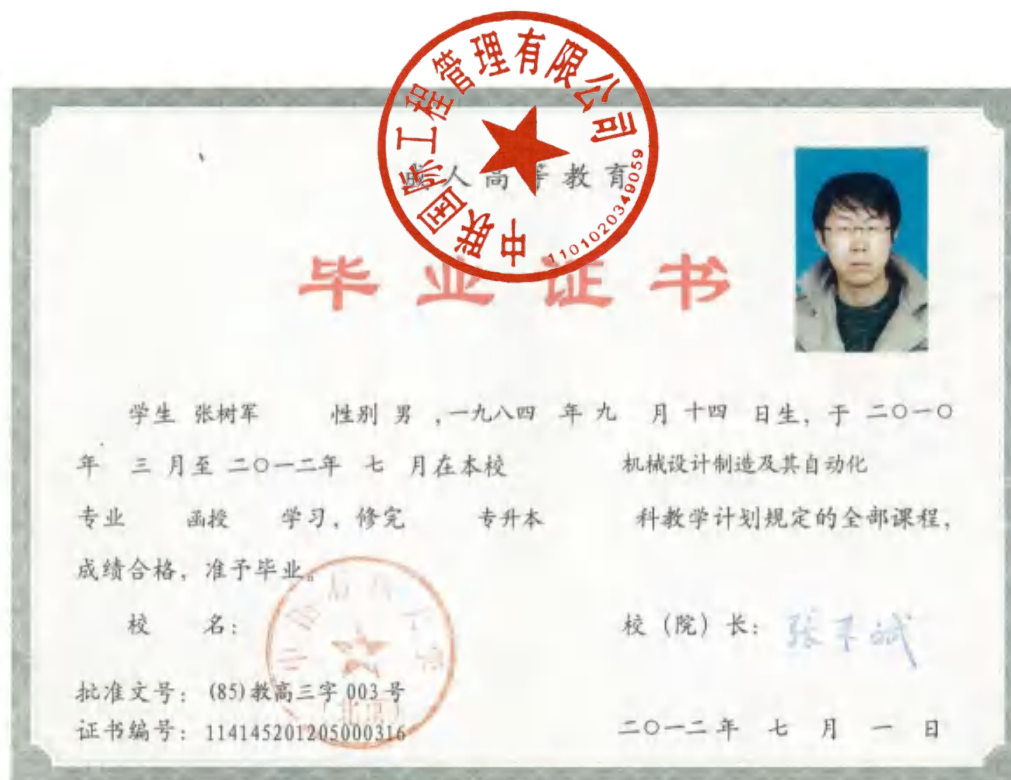 中联国际工程管理有限公司
1101020349059
成人高等教育
毕业证书
学生 张树军 性别 男 ,一九八四 年 九 月 十四 日生, 于 二〇一〇
年 三 月至 二〇一二年 七 月在本校 机械设计制造及其自动化
专业 函授 学习, 修完 专升本 科教学计划规定的全部课程,
成绩合格, 准予毕业。
校 名: 校 (院) 长:
批准文号: (85)教高三字 003 号
证书编号: 114145201205000316 二〇一二年 七 月 一 日